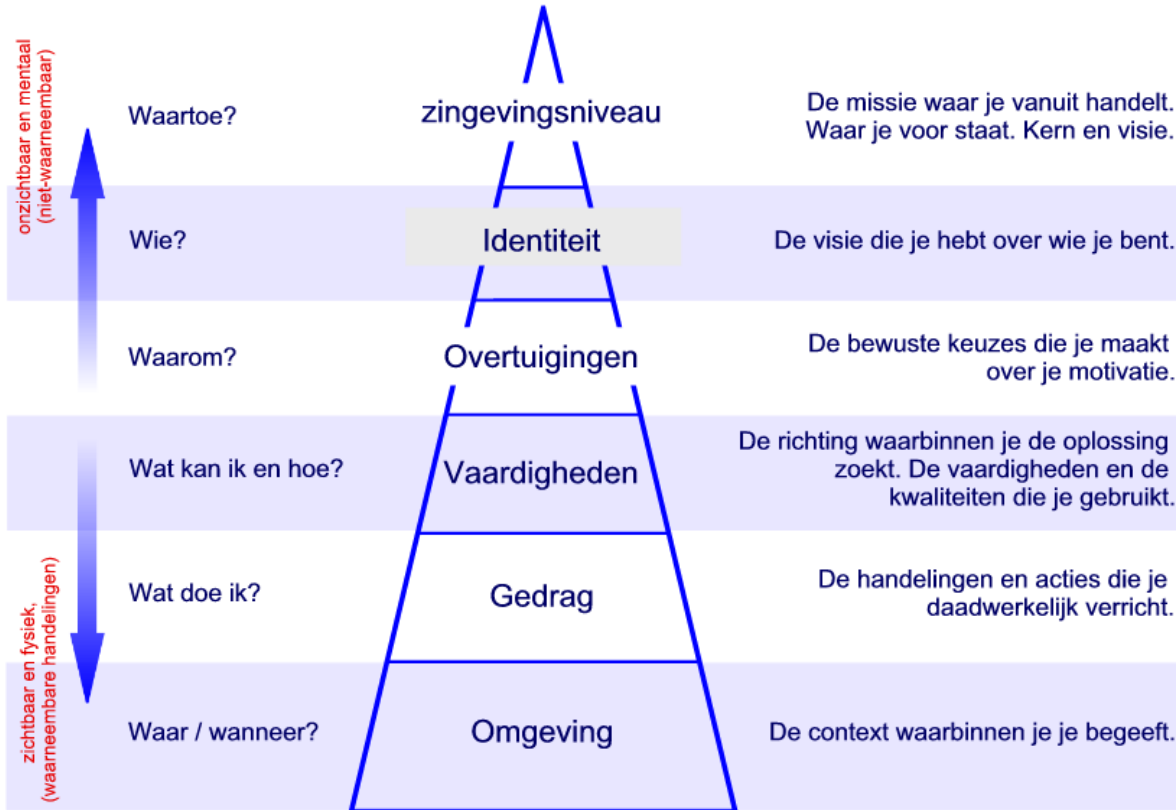 onzichtbaar en mentaal
(niet-waarneembaar)
Waartoe?
zingevingsniveau
De missie waar je vanuit handelt.
Waar je voor staat. Kern en visie.
Wie?
Identiteit
De visie die je hebt over wie je bent.
Waarom?
Overtuigingen
De bewuste keuzes die je maakt
over je motivatie.
Wat kan ik en hoe?
Vaardigheden
De richting waarbinnen je de oplossing
zoekt. De vaardigheden en de
kwaliteiten die je gebruikt.
zichtbaar en fysiek,
(waarneembare handelingen)
Wat doe ik?
Gedrag
De handelingen en acties die je
daadwerkelijk verricht.
Waar / wanneer?
Omgeving
De context waarbinnen je je begeeft.